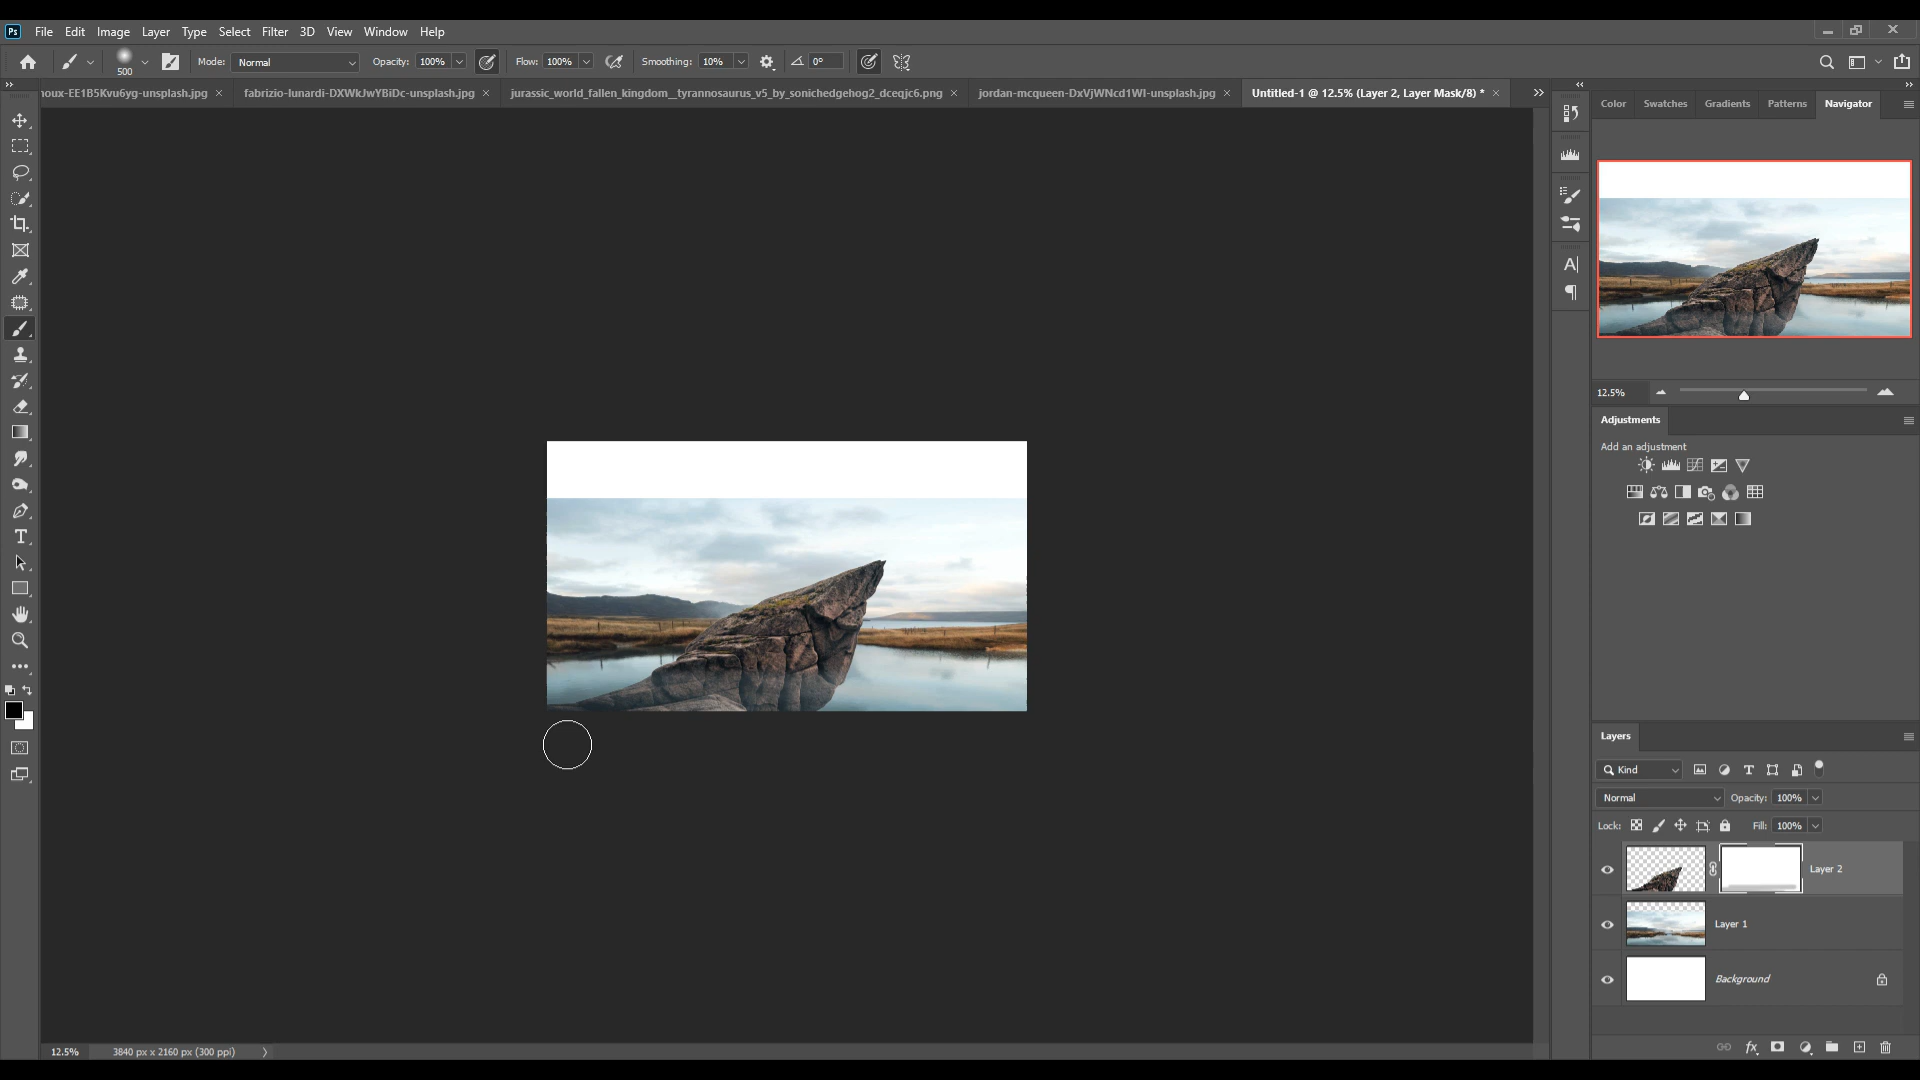 Ps File Edit Image Layer Type Select Filter 3D View Window Help
500 Mode: Normal Opacity: 100% Flow: 100% Smoothing: 10% 0°
oux-EE1B5Kvu6yg-unsplash.jpg × fabrizio-lunardi-DXWkJwYBiDc-unsplash.jpg × jurassic_world_fallen_kingdom__tyrannosaurus_v5_by_sonichedgehog2_dceqjc6.png × jordan-mcqueen-DxVjWNcd1WI-unsplash.jpg × Untitled-1 @ 12.5% (Layer 2, Layer Mask/8) * ×
Color Swatches Gradients Patterns Navigator
12.5%
Adjustments
Add an adjustment
Layers
Kind
Normal Opacity: 100%
Lock: Fill: 100%
Layer 2
Layer 1
Background
fx
12.5% 3840 px x 2160 px (300 ppi)